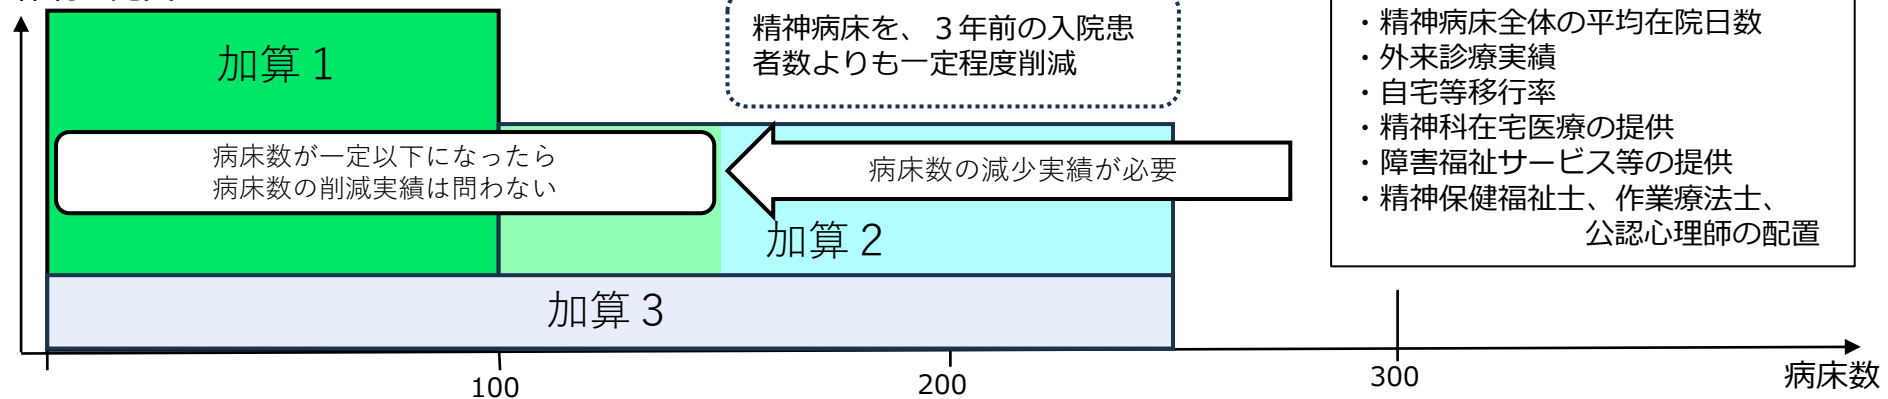 精神病床を、３年前の入院患
者数よりも一定程度削減
・精神病床全体の平均在院日数
・外来診療実績
・自宅等移行率
・精神科在宅医療の提供
・障害福祉サービス等の提供
・精神保健福祉士、作業療法士、
公認心理師の配置
加算１
病床数が一定以下になったら
病床数の削減実績は問わない
病床数の減少実績が必要
加算２
加算３
100
200
300
病床数